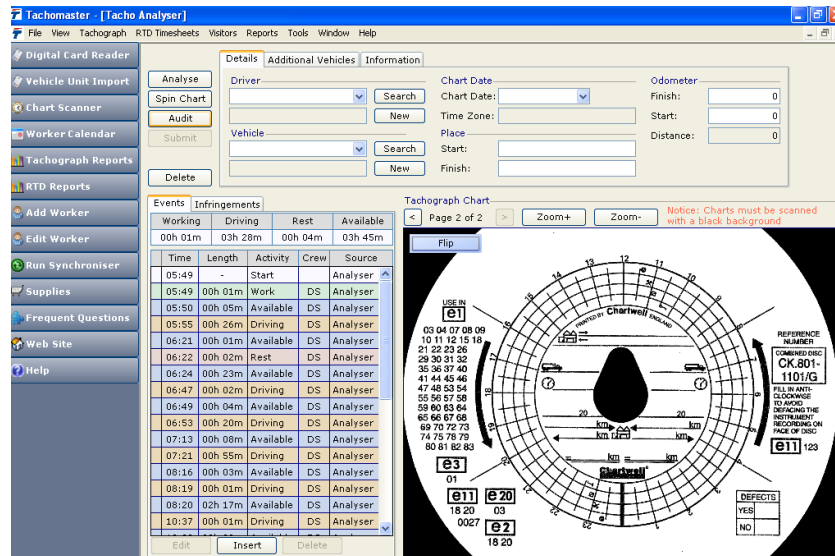 Tachomaster - [Tacho Analyser]
File View Tachograph RTD Timesheets Visitors Reports Tools Window Help
Digital Card Reader
Vehicle Unit Import
Chart Scanner
Worker Calendar
Tachograph Reports
RTD Reports
Add Worker
Edit Worker
Run Synchroniser
Supplies
Frequent Questions
Web Site
Help
Analyse
Spin Chart
Audit
Submit
Delete
Details Additional Vehicles Information
Driver
Search
New
Vehicle
Search
New
Chart Date
Chart Date:
Time Zone:
Place
Start:
Finish:
Odometer
Finish: 0
Start: 0
Distance: 0
Events Infringements
Working Driving Rest Available
00h 01m 03h 28m 00h 04m 03h 45m
Time Length Activity Crew Source
05:49 - Start Analyser
05:49 00h 01m Work DS Analyser
05:50 00h 05m Available DS Analyser
05:55 00h 26m Driving DS Analyser
06:21 00h 01m Available DS Analyser
06:22 00h 02m Rest DS Analyser
06:24 00h 23m Available DS Analyser
06:47 00h 02m Driving DS Analyser
06:49 00h 04m Available DS Analyser
06:53 00h 20m Driving DS Analyser
07:13 00h 08m Available DS Analyser
07:21 00h 55m Driving DS Analyser
08:16 00h 03m Available DS Analyser
08:19 00h 01m Driving DS Analyser
08:20 02h 17m Available DS Analyser
10:37 00h 01m Driving DS Analyser
Edit Insert Delete
Tachograph Chart
< Page 2 of 2 > Zoom+ Zoom-
Notice: Charts must be scanned
with a black background
Flip
USE IN
e1
03 04 07 08 09
10 11 12 15 18
21 22 23 26
29 30 31 32
35 36 37 40
41 44 45 46
47 48 53 54
55 56 57 58
59 60 63 64
65 66 67 68
69 70 72 73
74 75 78 79
80 81 82 83
e3
01
e11 e20
18 20 03
0027 e2
18 20
PRINTED BY Chartwell ENGLAND
20 20
km km
km km
km km
Chartwell
REFERENCE
NUMBER
COMBINED DISC
CK.801-
1101/G
FILL IN ANTI-
CLOCKWISE
TO AVOID
DEFACING THE
INSTRUMENT
RECORDING ON
FACE OF DISC
e11 123
DEFECTS
YES
NO